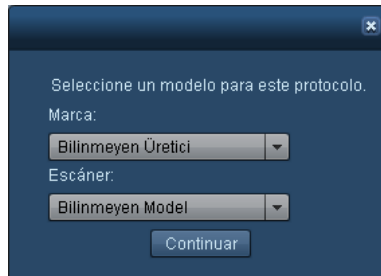 Seleccione un modelo para este protocolo.
Marca:
Bilinmeyen Üretici
Escáner:
Bilinmeyen Model
Continuar